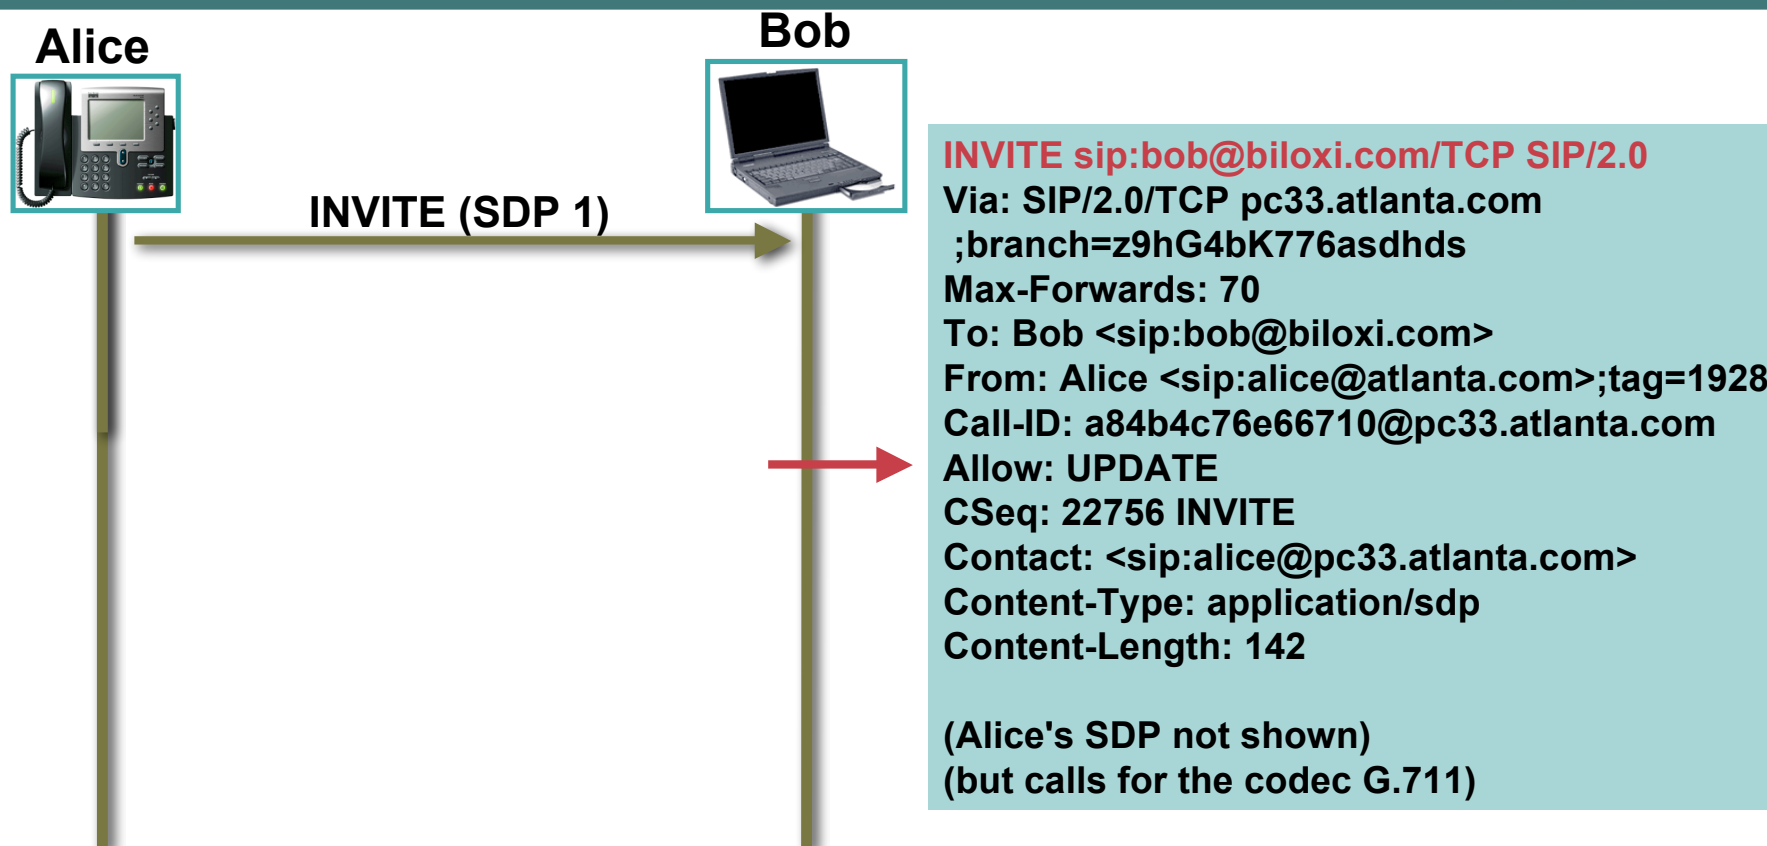 Alice
Bob
INVITE (SDP 1)
INVITE sip:bob@biloxi.com/TCP SIP/2.0
Via: SIP/2.0/TCP pc33.atlanta.com
;branch=z9hG4bK776asdhds
Max-Forwards: 70
To: Bob <sip:bob@biloxi.com>
From: Alice <sip:alice@atlanta.com>;tag=1928
Call-ID: a84b4c76e66710@pc33.atlanta.com
Allow: UPDATE
CSeq: 22756 INVITE
Contact: <sip:alice@pc33.atlanta.com>
Content-Type: application/sdp
Content-Length: 142
(Alice's SDP not shown)
(but calls for the codec G.711)